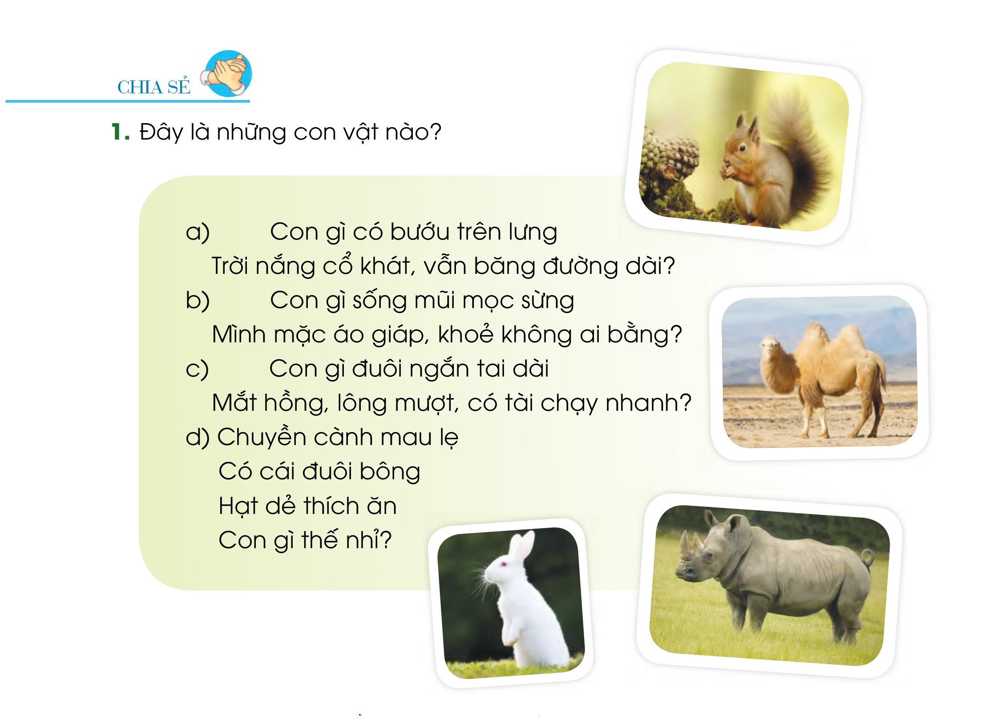 CHIA SẺ
1. Đây là những con vật nào?
a) Con gì có bướu trên lưng
Trời nắng cổ khát, vẫn băng đường dài?
b) Con gì sống mũi mọc sừng
Mình mặc áo giáp, khoẻ không ai bằng?
c) Con gì đuôi ngắn tai dài
Mắt hồng, lông mượt, có tài chạy nhanh?
d) Chuyền cành mau lẹ
Có cái đuôi bông
Hạt dẻ thích ăn
Con gì thế nhỉ?